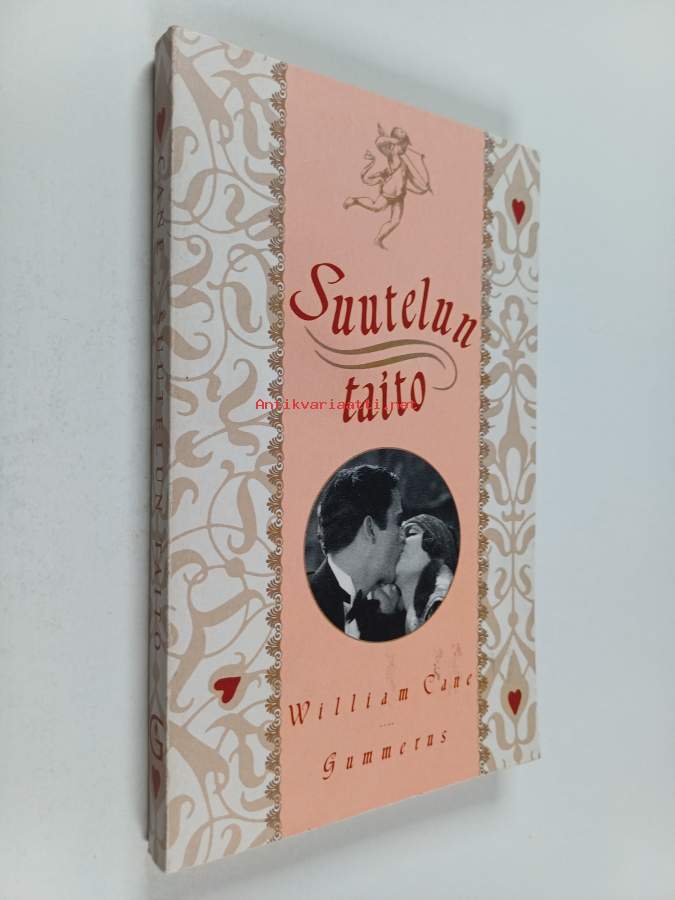 CANE SUUTELUN TAITO G
Suutelun
taito
Antikvariaatti.net
William Cane
Gummerus